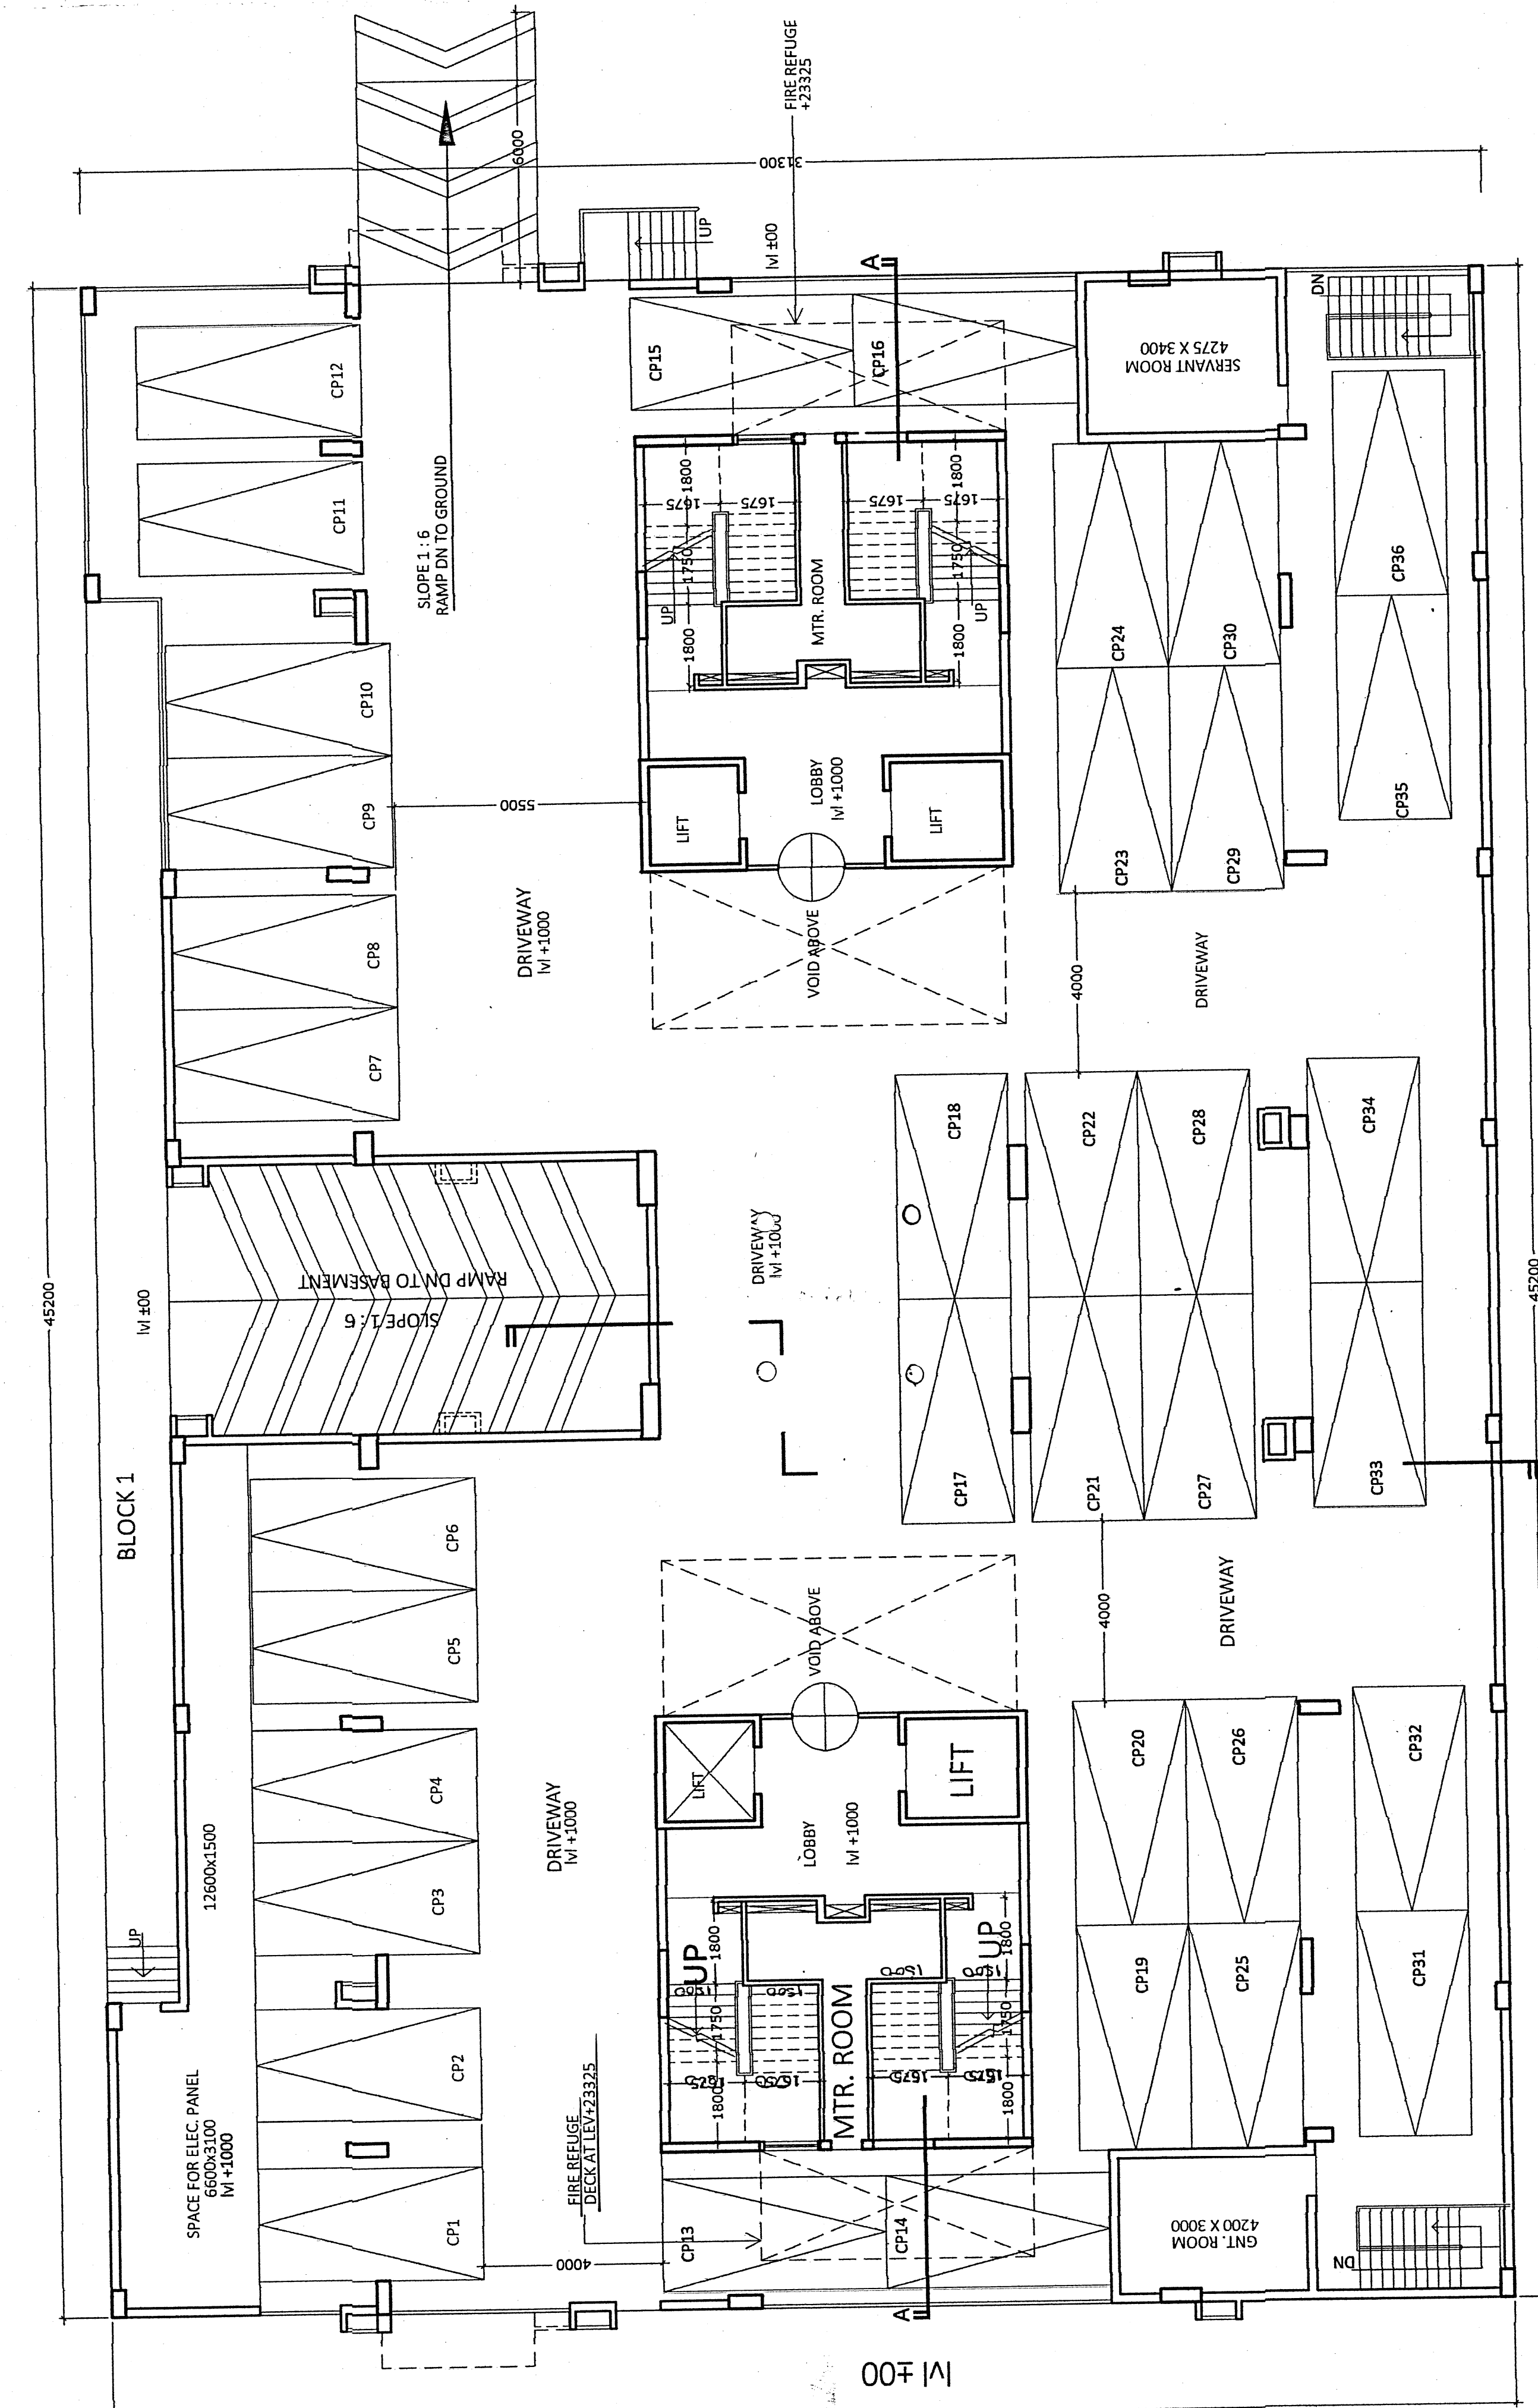 6000
FIRE REFUGE
+23325
31300
UP
lvl ±00
A
SLOPE 1 : 6
RAMP DN TO GROUND
CP12
CP11
CP10
CP9
CP8
CP7
CP15
CP16
SERVANT ROOM
4275 X 3400
DN
1800
1675
1675
1750
UP
1800
MTR. ROOM
1800
1675
1675
1750
UP
1800
5500
LIFT
LOBBY
lvl +1000
LIFT
VOID ABOVE
DRIVEWAY
lvl +1000
CP24
CP30
CP23
CP29
CP36
CP35
4000
DRIVEWAY
45200
lvl ±00
BLOCK 1
RAMP DN TO BASEMENT
SLOPE 1 : 6
DRIVEWAY
lvl +1000
CP18
CP17
CP22
CP28
CP21
CP27
CP34
CP33
45200
CP6
CP5
CP4
CP3
CP2
CP1
12600x1500
UP
SPACE FOR ELEC. PANEL
6600x3100
lvl +1000
DRIVEWAY
lvl +1000
VOID ABOVE
LIFT
LOBBY
lvl +1000
LIFT
1800
UP
1500
1500
1750
1675
1650
1800
MTR. ROOM
1800
UP
1500
1500
1750
1675
1675
1800
FIRE REFUGE
DECK AT LEV+23325
4000
CP13
CP14
A
4000
DRIVEWAY
CP20
CP26
CP19
CP25
CP32
CP31
GNT. ROOM
4200 X 3000
DN
lvl ±00